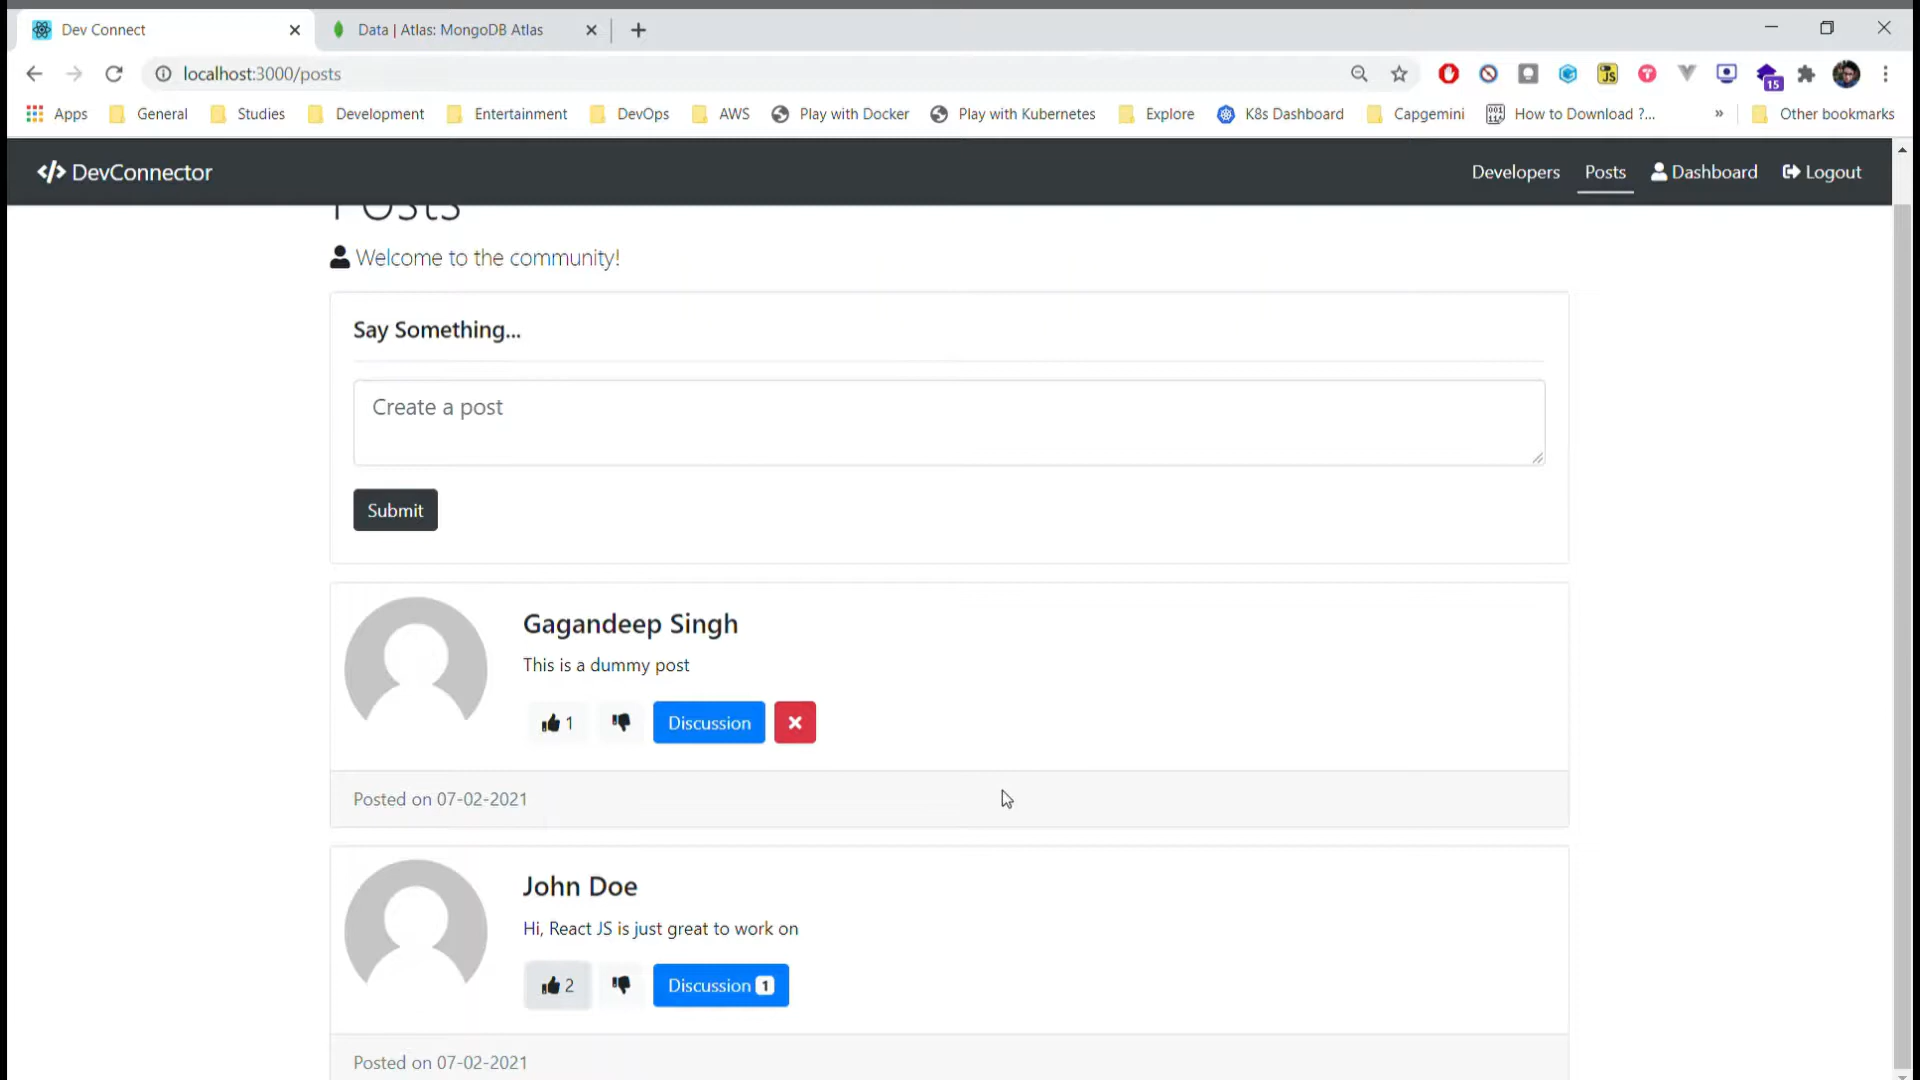 Dev Connect
Data | Atlas: MongoDB Atlas
localhost:3000/posts
JS
15
Apps
General
Studies
Development
Entertainment
DevOps
AWS
Play with Docker
Play with Kubernetes
Explore
K8s Dashboard
Capgemini
How to Download ?...
»
Other bookmarks
</> DevConnector
Developers
Posts
Dashboard
Logout
Posts
Welcome to the community!
Say Something...
Create a post
Submit
Gagandeep Singh
This is a dummy post
1
Discussion
Posted on 07-02-2021
John Doe
Hi, React JS is just great to work on
2
Discussion 1
Posted on 07-02-2021